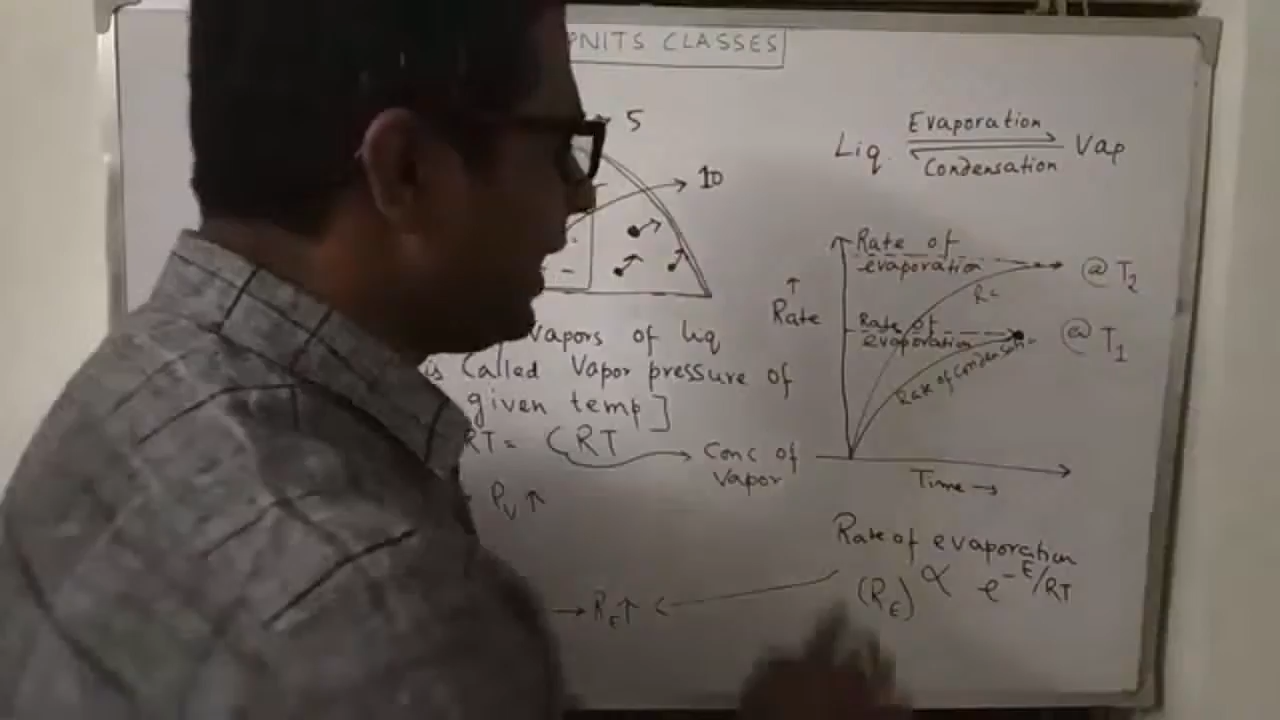 PNITS CLASSES
5
10
vapors of liq
is Called Vapor pressure of
given temp]
RT = CRT → Conc of
vapor
Pv ↑
→ RE ↑ <
Liq. Evaporation Vap
Condensation
Rate of
evaporation
@ T2
Rc
↑
Rate
Rate of
evaporation
@ T1
Rate of Condensation
Time →
Rate of evaporation
(RE) ∝ e^-E/RT